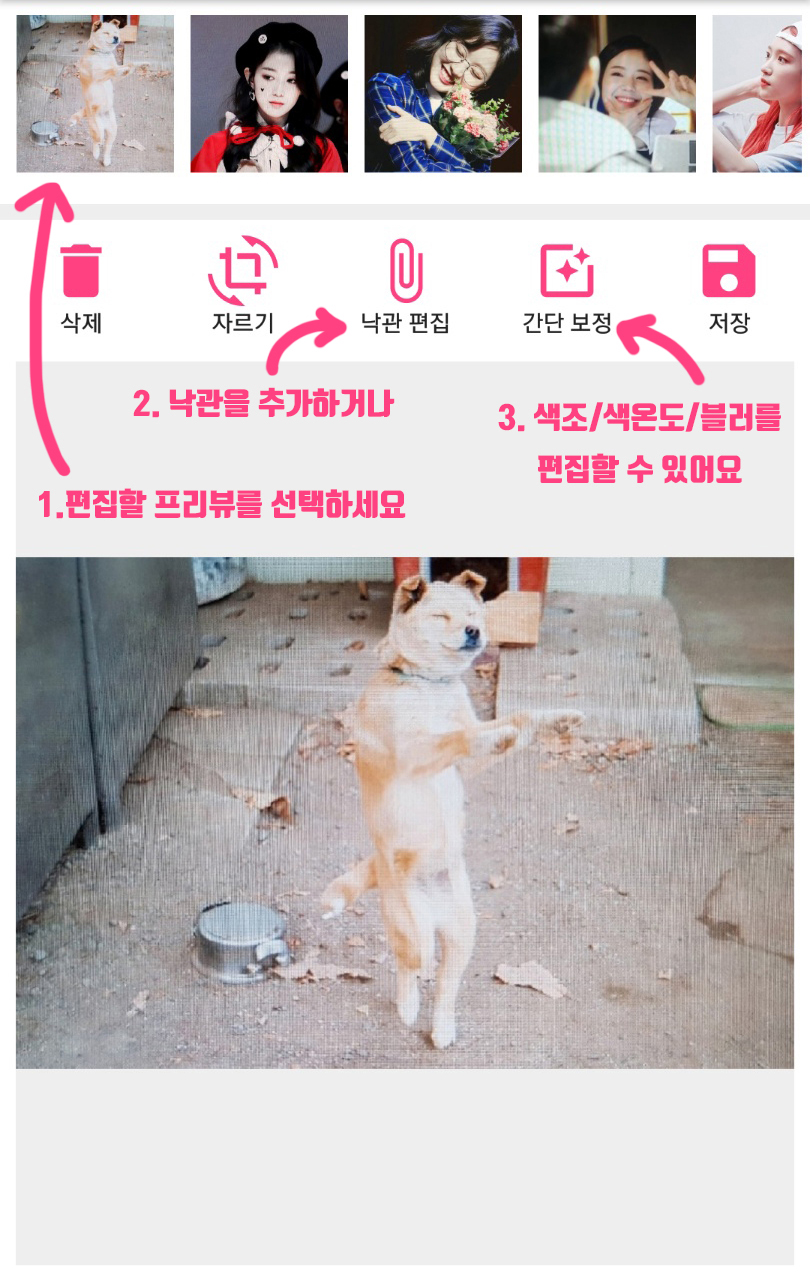 삭제
자르기
낙관 편집
간단 보정
저장
2. 낙관을 추가하거나
3. 색조/색온도/블러를
편집할 수 있어요
1.편집할 프리뷰를 선택하세요